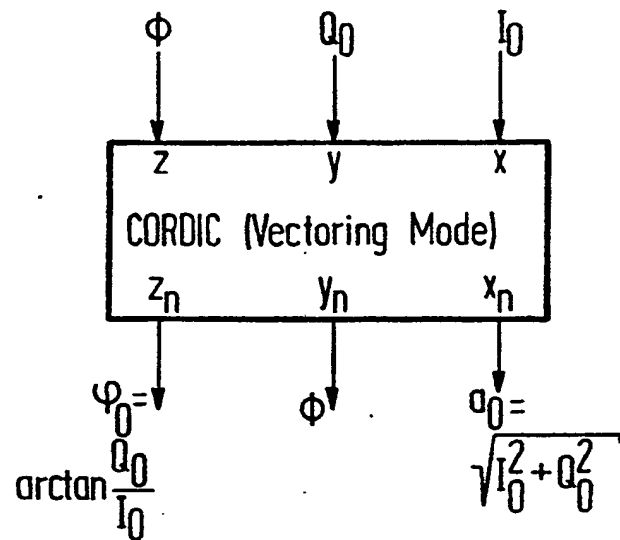 Φ Q₀ I₀
z y x
CORDIC (Vectoring Mode)
zₙ yₙ xₙ
φ₀= Φ a₀=
arctan Q₀/I₀ √(I₀² + Q₀²)